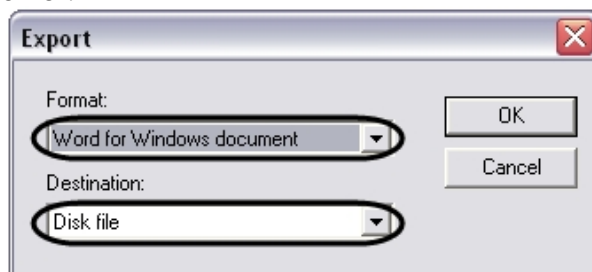 Export
Format:
Word for Windows document
OK
Cancel
Destination:
Disk file